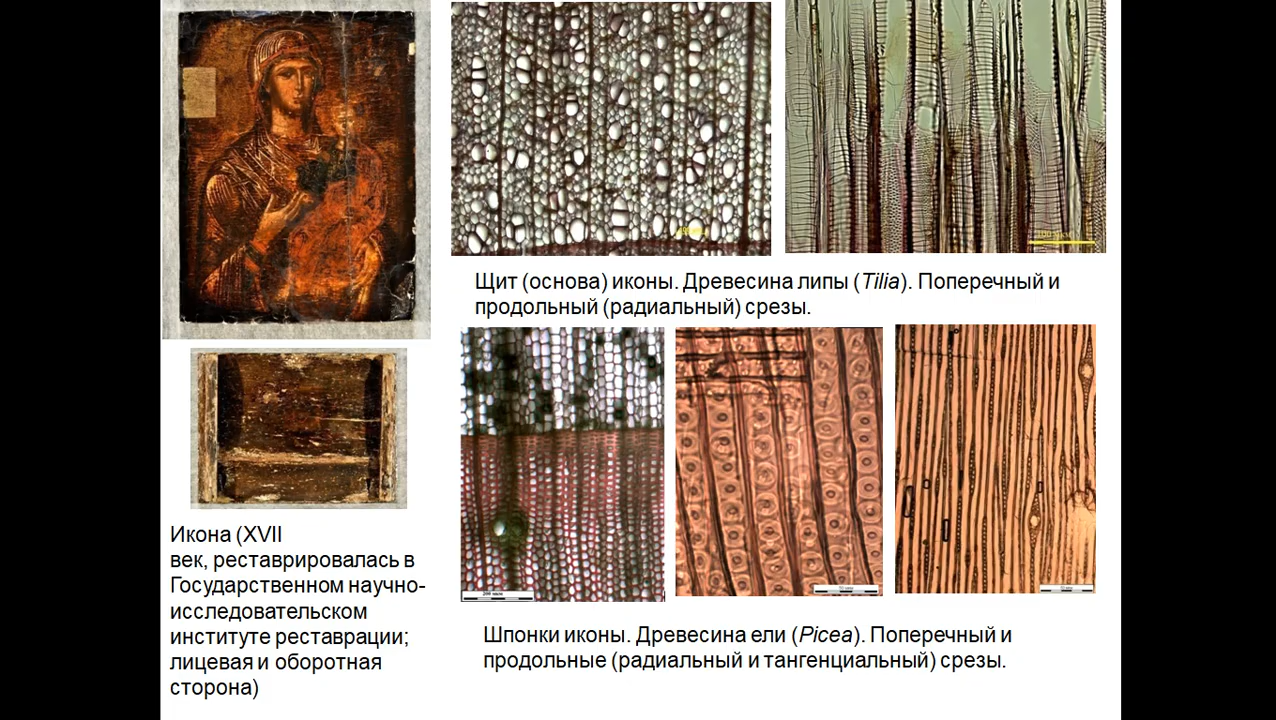 Щит (основа) иконы. Древесина липы (Tilia). Поперечный и
продольный (радиальный) срезы.
Икона (XVII
век, реставрировалась в
Государственном научно-
исследовательском
институте реставрации;
лицевая и оборотная
сторона)
Шпонки иконы. Древесина ели (Picea). Поперечный и
продольные (радиальный и тангенциальный) срезы.